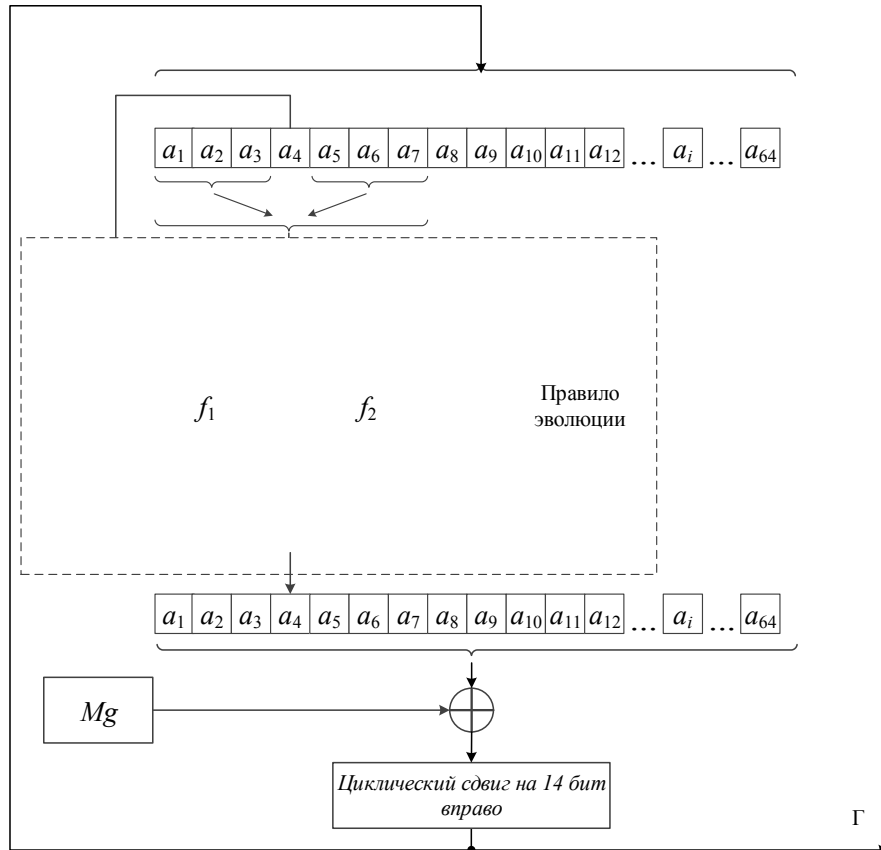 a1 a2 a3 a4 a5 a6 a7 a8 a9 a10 a11 a12 ... ai ... a64
f1 f2 Правило
эволюции
a1 a2 a3 a4 a5 a6 a7 a8 a9 a10 a11 a12 ... ai ... a64
Mg
Циклический сдвиг на 14 бит
вправо
Г